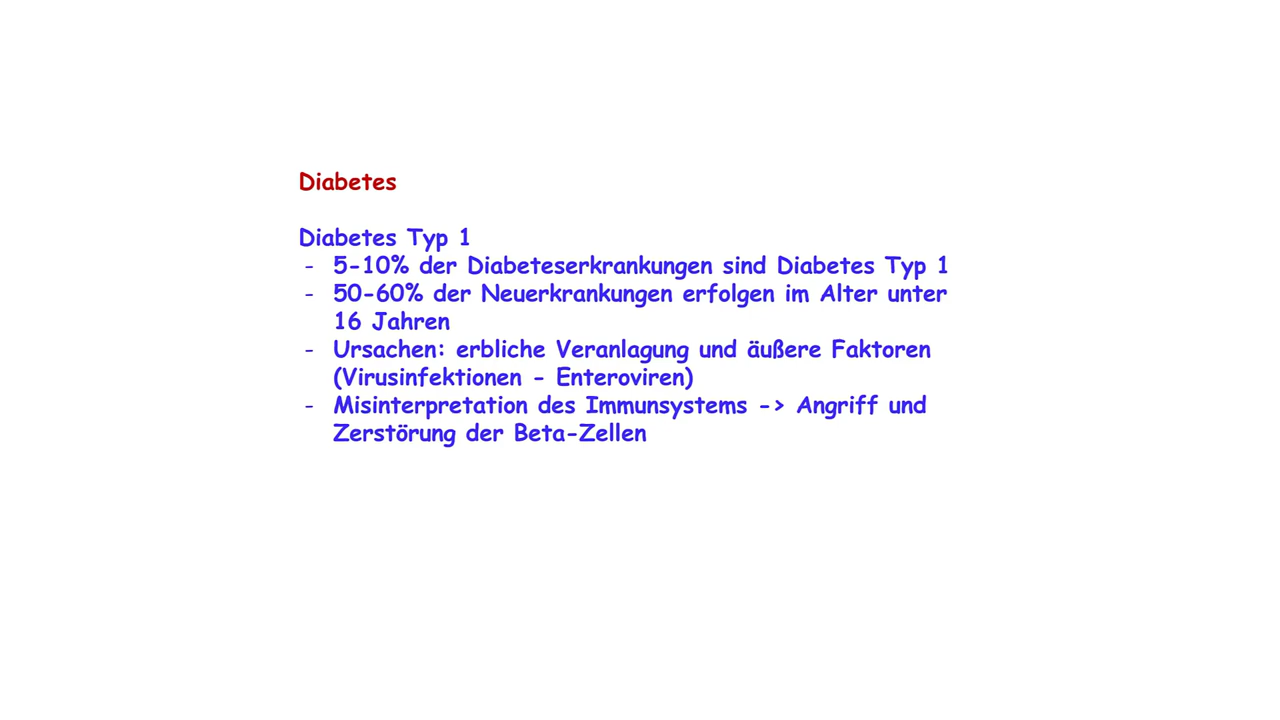 Diabetes
Diabetes Typ 1
- 5-10% der Diabeteserkrankungen sind Diabetes Typ 1
- 50-60% der Neuerkrankungen erfolgen im Alter unter
16 Jahren
- Ursachen: erbliche Veranlagung und äußere Faktoren
(Virusinfektionen - Enteroviren)
- Misinterpretation des Immunsystems -> Angriff und
Zerstörung der Beta-Zellen